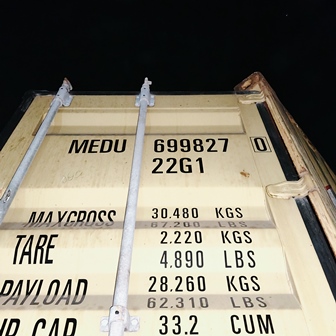 MEDU 699827 0
22G1
MAXGROSS 30.480 KGS
67.200 LBS
TARE 2.220 KGS
4.890 LBS
PAYLOAD 28.260 KGS
62.310 LBS
CAP 33.2 CUM